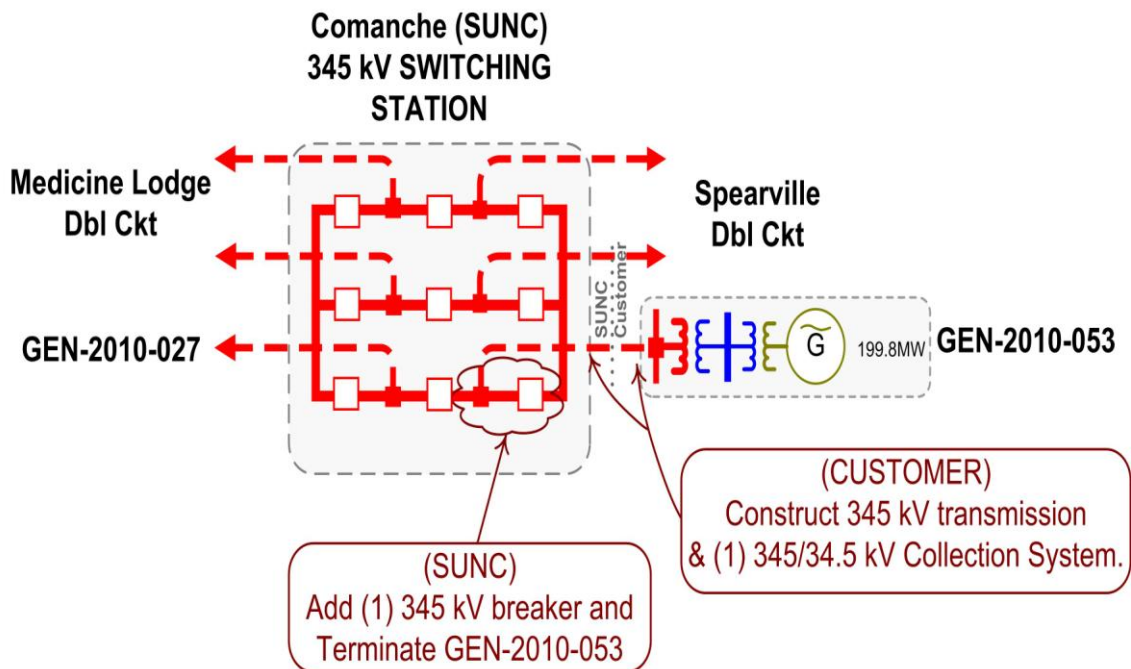 Comanche (SUNC)
345 kV SWITCHING
STATION
Medicine Lodge
Dbl Ckt
Spearville
Dbl Ckt
SUNC
Customer
GEN-2010-027
G
199.8MW
GEN-2010-053
(CUSTOMER)
Construct 345 kV transmission
& (1) 345/34.5 kV Collection System.
(SUNC)
Add (1) 345 kV breaker and
Terminate GEN-2010-053